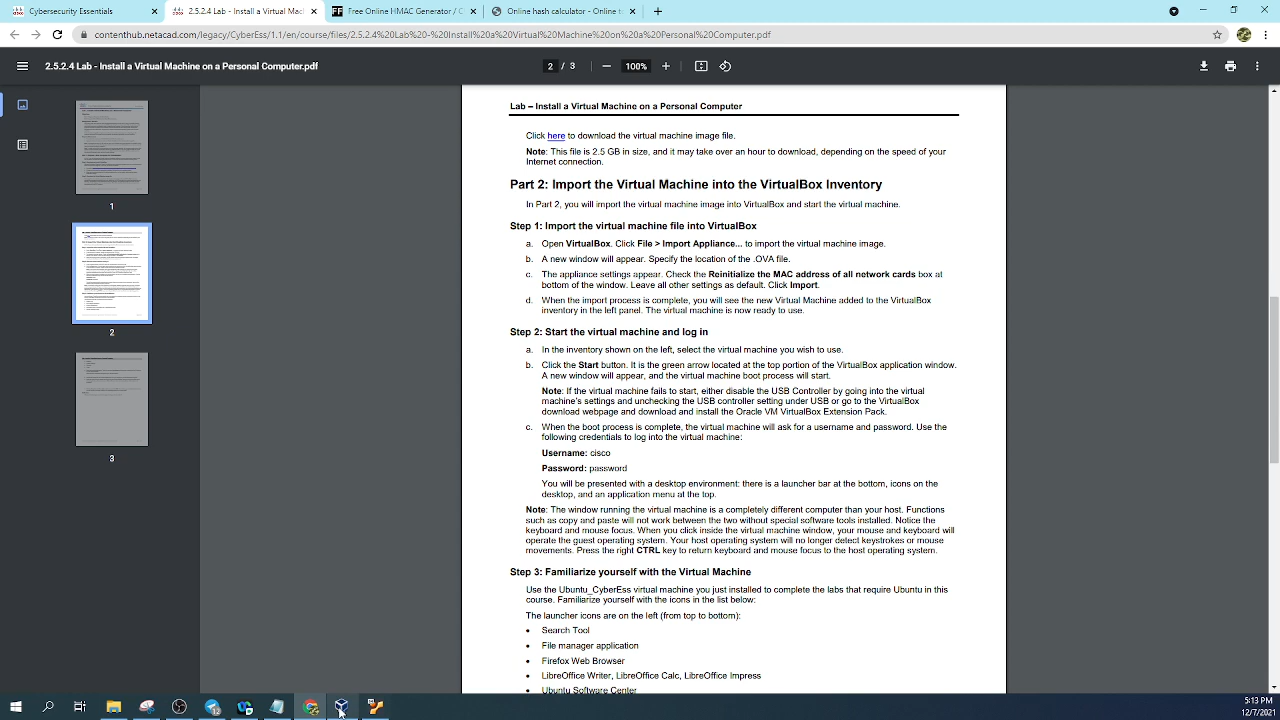 Cybersecurity Essentials
2.5.2.4 Lab - Install a Virtual Mac
Free Online HMAC Generator / C
Online hash calculator - Online t
contenthub.netacad.com/legacy/CyberEss/1.1/en/course/files/2.5.2.4%20Lab%20-%20Install%20a%20Virtual%20Machine%20on%20a%20Personal%20Computer.pdf
2.5.2.4 Lab - Install a Virtual Machine on a Personal Computer.pdf
2 / 3
100%
1
2
3
Lab – Install a Virtual Machine on a Personal Computer
Click here to download the virtual machine image file.
Note: This file is 2.5 GB in size, and it may take over an hour to download, depending on the speed of your
Internet connection.
Part 2: Import the Virtual Machine into the VirtualBox Inventory
In Part 2, you will import the virtual machine image into VirtualBox and start the virtual machine.
Step 1: Import the virtual machine file into VirtualBox
Open VirtualBox. Click File > Import Appliance... to import the virtual machine image.
A new window will appear. Specify the location of the .OVA file
The appliance settings appear. Check the Reinitialize the MAC address of all network cards box at
bottom of the window. Leave all other settings as default. Click Import.
When the import process is complete, you will see the new Virtual Machine added to the VirtualBox
inventory in the left panel. The virtual machine is now ready to use.
Step 2: Start the virtual machine and log in
a. In the inventory shown on the left, select the virtual machine you wish to use.
b. Click the Start button. It is the green arrow located at the top portion of the VirtualBox application window.
A new window will appear, and the virtual machine boot process will start.
Note: If the virtual machine fails to start, either disable the USB Controller by going into the virtual
machine's settings and unchecking the USB controller setting under USB or go to the VirtualBox
download webpage and download and install the Oracle VM VirtualBox Extension Pack.
c. When the boot process is complete, the virtual machine will ask for a username and password. Use the
following credentials to log into the virtual machine:
Username: cisco
Password: password
You will be presented with a desktop environment: there is a launcher bar at the bottom, icons on the
desktop, and an application menu at the top.
Note: The window running the virtual machine is a completely different computer than your host. Functions
such as copy and paste will not work between the two without special software tools installed. Notice the
keyboard and mouse focus. When you click inside the virtual machine window, your mouse and keyboard will
operate the guest operating system. Your host operating system will no longer detect keystrokes or mouse
movements. Press the right CTRL key to return keyboard and mouse focus to the host operating system.
Step 3: Familiarize yourself with the Virtual Machine
Use the Ubuntu_CyberEss virtual machine you just installed to complete the labs that require Ubuntu in this
course. Familiarize yourself with the icons in the list below:
The launcher icons are on the left (from top to bottom):
• Search Tool
• File manager application
• Firefox Web Browser
• LibreOffice Writer, LibreOffice Calc, LibreOffice Impress
• Ubuntu Software Center
5:13 PM
12/7/2021